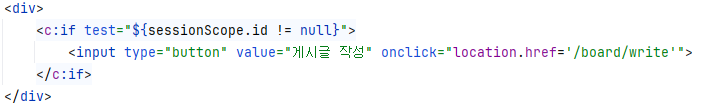 <div>
<c:if test="${sessionScope.id != null}">
<input type="button" value="게시글 작성" onclick="location.href='/board/write'">
</c:if>
</div>